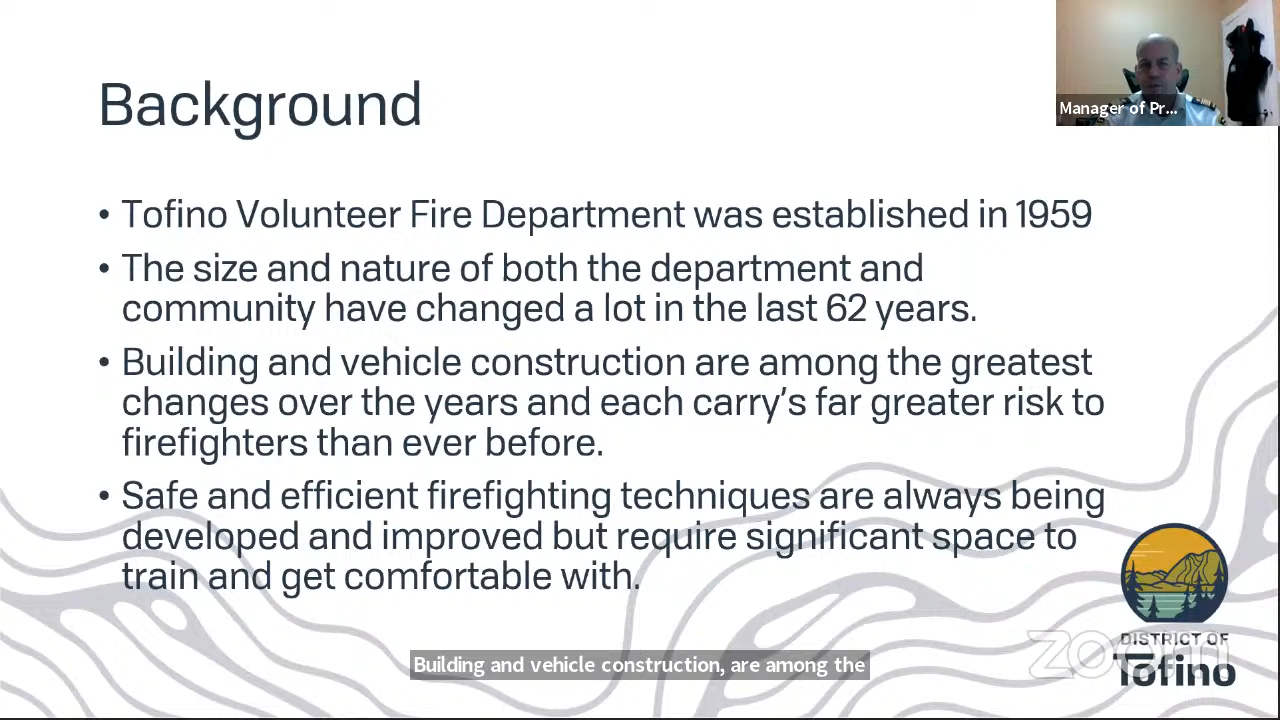 Background
Manager of Pr...
• Tofino Volunteer Fire Department was established in 1959
• The size and nature of both the department and
community have changed a lot in the last 62 years.
• Building and vehicle construction are among the greatest
changes over the years and each carry’s far greater risk to
firefighters than ever before.
• Safe and efficient firefighting techniques are always being
developed and improved but require significant space to
train and get comfortable with.
DISTRICT OF
Tofino
zoom
Building and vehicle construction, are among the